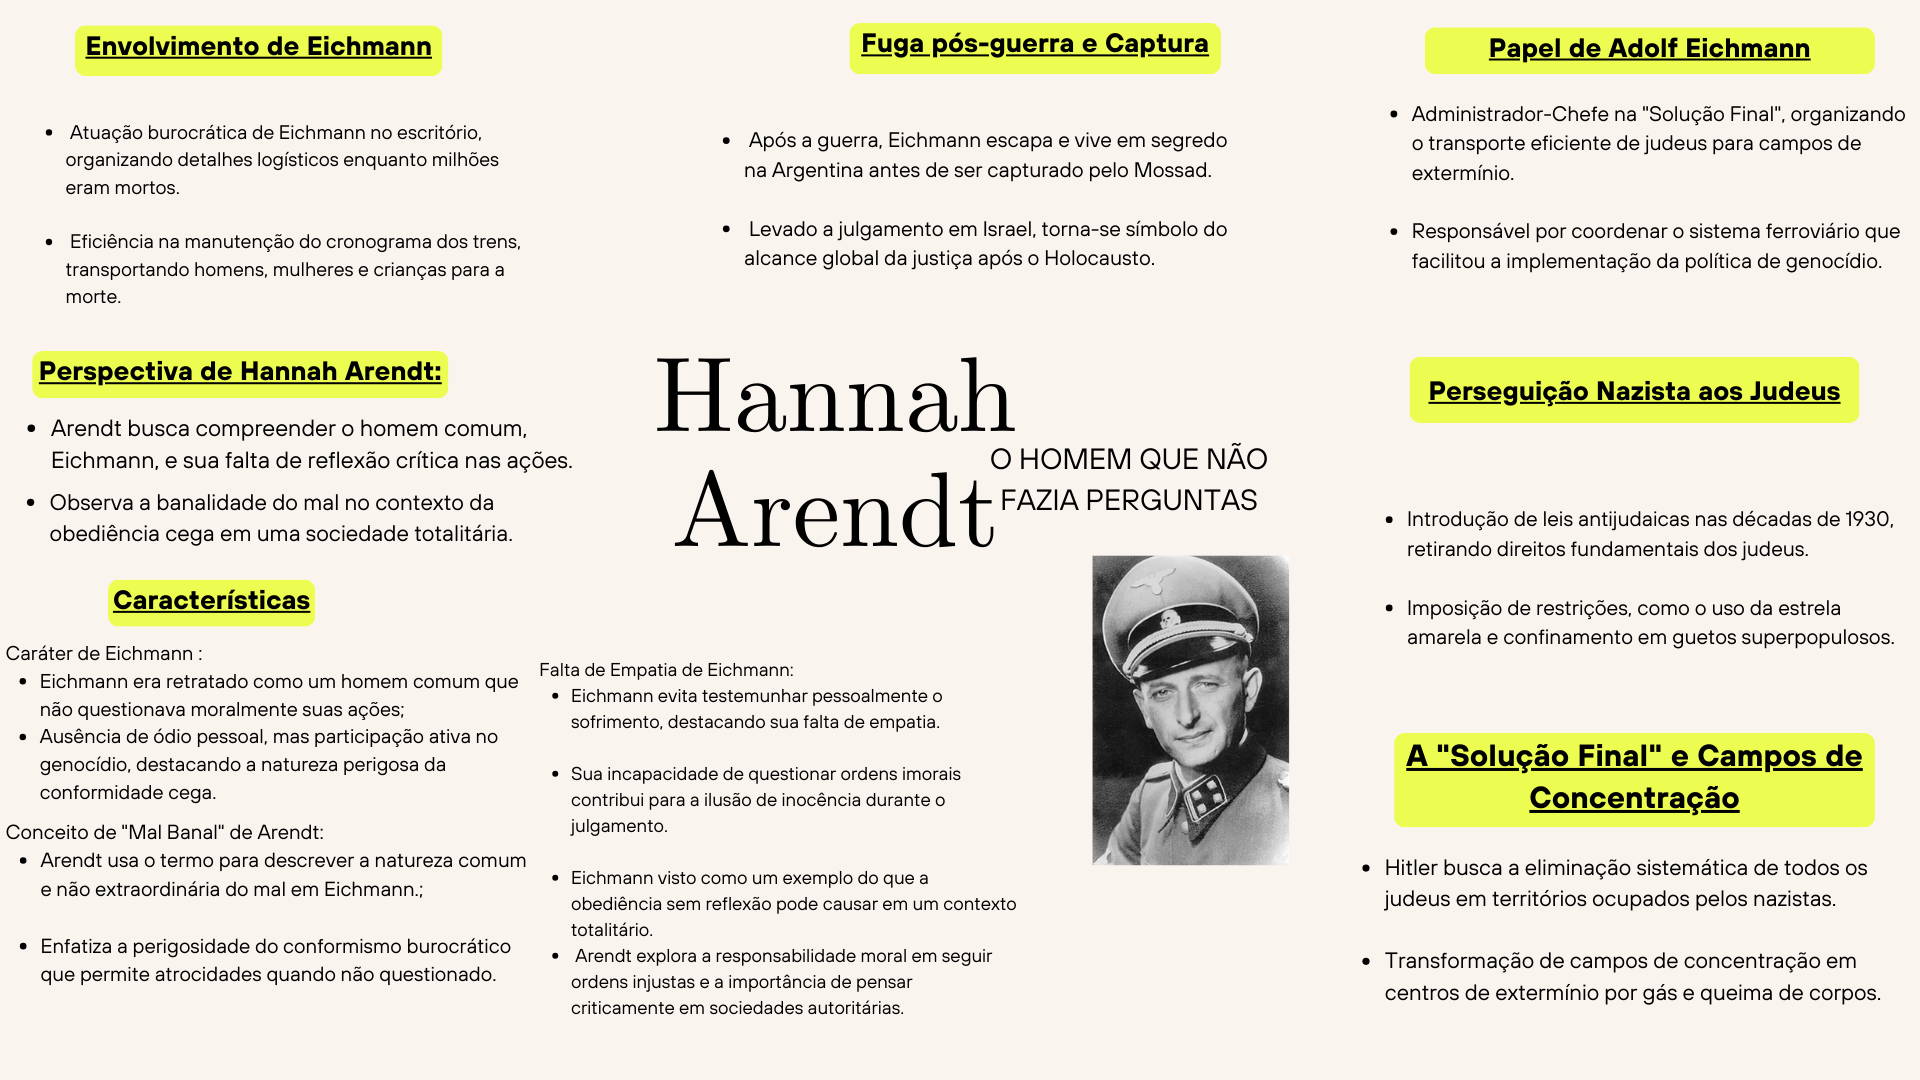 Envolvimento de Eichmann
Atuação burocrática de Eichmann no escritório,
organizando detalhes logísticos enquanto milhões
eram mortos.
Eficiência na manutenção do cronograma dos trens,
transportando homens, mulheres e crianças para a
morte.
Perspectiva de Hannah Arendt:
Arendt busca compreender o homem comum,
Eichmann, e sua falta de reflexão crítica nas ações.
Observa a banalidade do mal no contexto da
obediência cega em uma sociedade totalitária.
Características
Caráter de Eichmann :
Eichmann era retratado como um homem comum que
não questionava moralmente suas ações;
Ausência de ódio pessoal, mas participação ativa no
genocídio, destacando a natureza perigosa da
conformidade cega.
Conceito de "Mal Banal" de Arendt:
Arendt usa o termo para descrever a natureza comum
e não extraordinária do mal em Eichmann.;
Enfatiza a perigosidade do conformismo burocrático
que permite atrocidades quando não questionado.
Fuga pós-guerra e Captura
Após a guerra, Eichmann escapa e vive em segredo
na Argentina antes de ser capturado pelo Mossad.
Levado a julgamento em Israel, torna-se símbolo do
alcance global da justiça após o Holocausto.
Hannah
Arendt
O HOMEM QUE NÃO
FAZIA PERGUNTAS
Falta de Empatia de Eichmann:
Eichmann evita testemunhar pessoalmente o
sofrimento, destacando sua falta de empatia.
Sua incapacidade de questionar ordens imorais
contribui para a ilusão de inocência durante o
julgamento.
Eichmann visto como um exemplo do que a
obediência sem reflexão pode causar em um contexto
totalitário.
Arendt explora a responsabilidade moral em seguir
ordens injustas e a importância de pensar
criticamente em sociedades autoritárias.
Papel de Adolf Eichmann
Administrador-Chefe na "Solução Final", organizando
o transporte eficiente de judeus para campos de
extermínio.
Responsável por coordenar o sistema ferroviário que
facilitou a implementação da política de genocídio.
Perseguição Nazista aos Judeus
Introdução de leis antijudaicas nas décadas de 1930,
retirando direitos fundamentais dos judeus.
Imposição de restrições, como o uso da estrela
amarela e confinamento em guetos superpopulosos.
A "Solução Final" e Campos de
Concentração
Hitler busca a eliminação sistemática de todos os
judeus em territórios ocupados pelos nazistas.
Transformação de campos de concentração em
centros de extermínio por gás e queima de corpos.